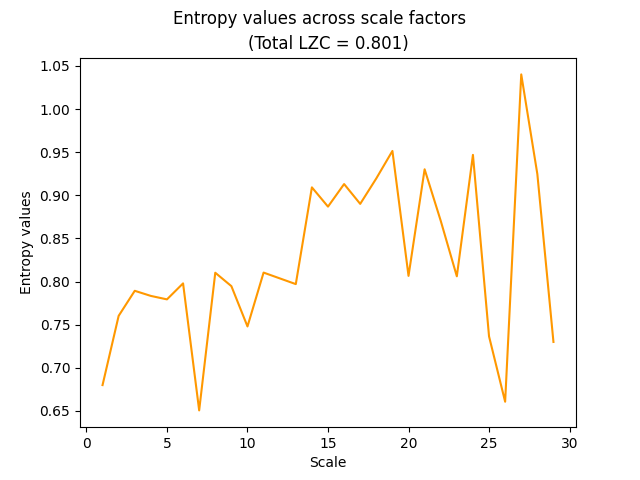 Entropy values across scale factors
(Total LZC = 0.801)
1.05
1.00
0.95
0.90
0.85
0.80
0.75
0.70
0.65
Entropy values
0 5 10 15 20 25 30
Scale